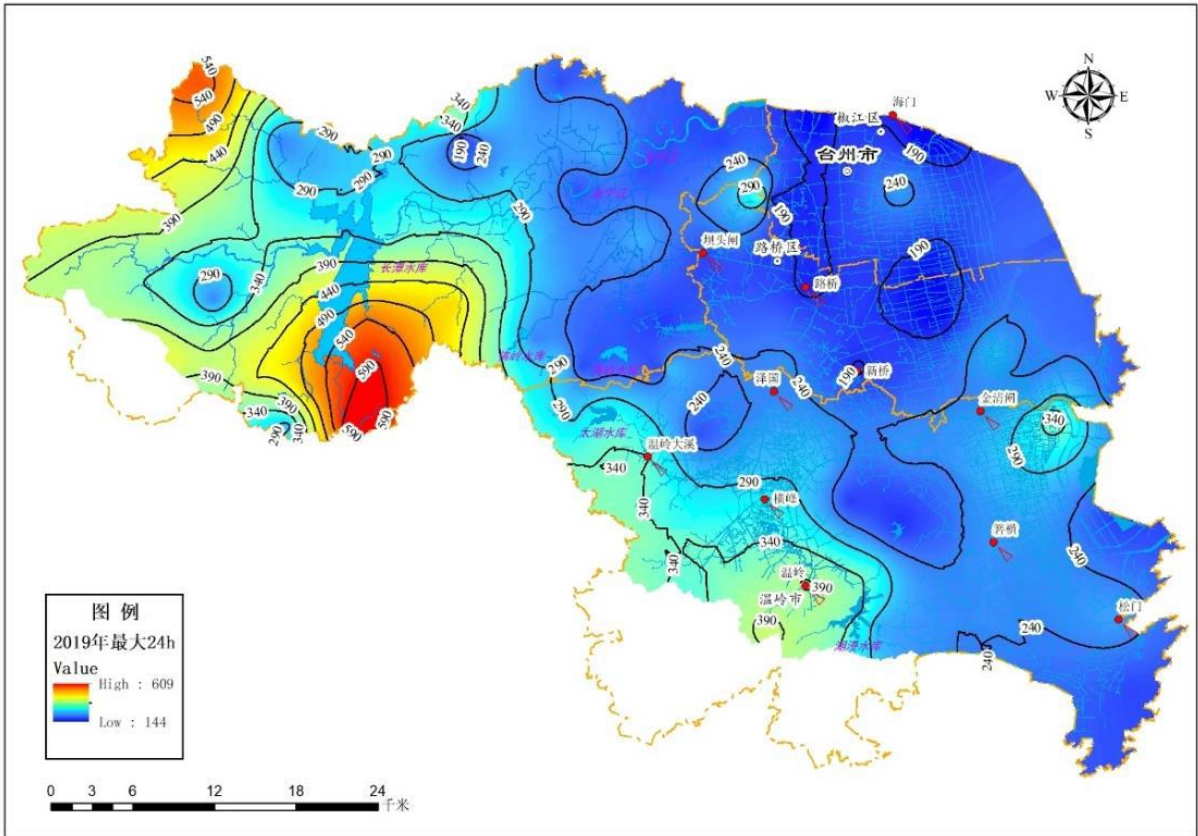 N
W
E
S
540
540
490
440
390
340
340
290
290
290
290
190
240
290
340
290
390
440
490
540
590
590
590
390
340
290
390
340
长潭水库
海门
椒江区
台州市
190
240
290
240
190
190
坝头闸
路桥区
路桥
190
新桥
泽国
240
240
240
290
290
太湖水库
温岭大溪
340
340
290
横峰
340
340
温岭
390
温岭市
390
湖漫水库
金清闸
340
290
箬横
240
松门
240
240
图 例
2019年最大24h
Value
High : 609
Low : 144
0 3 6 12 18 24
千米